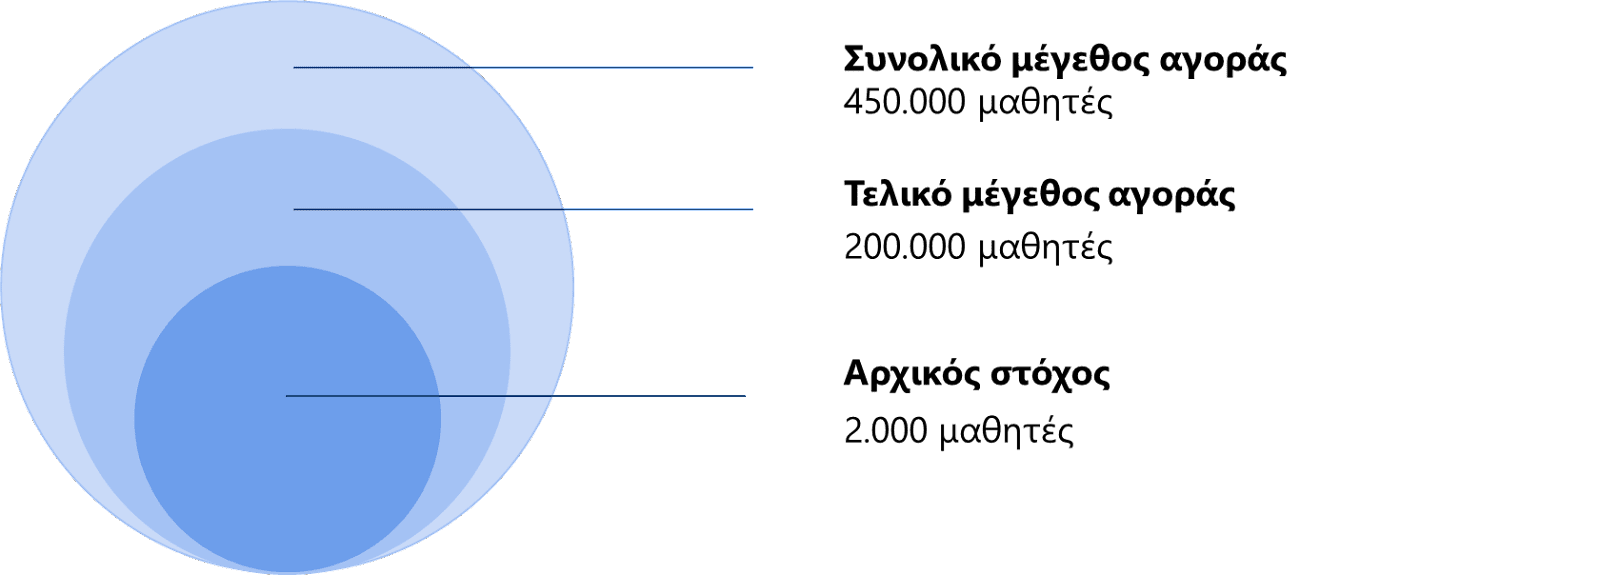 Συνολικό μέγεθος αγοράς
450.000 μαθητές
Τελικό μέγεθος αγοράς
200.000 μαθητές
Αρχικός στόχος
2.000 μαθητές